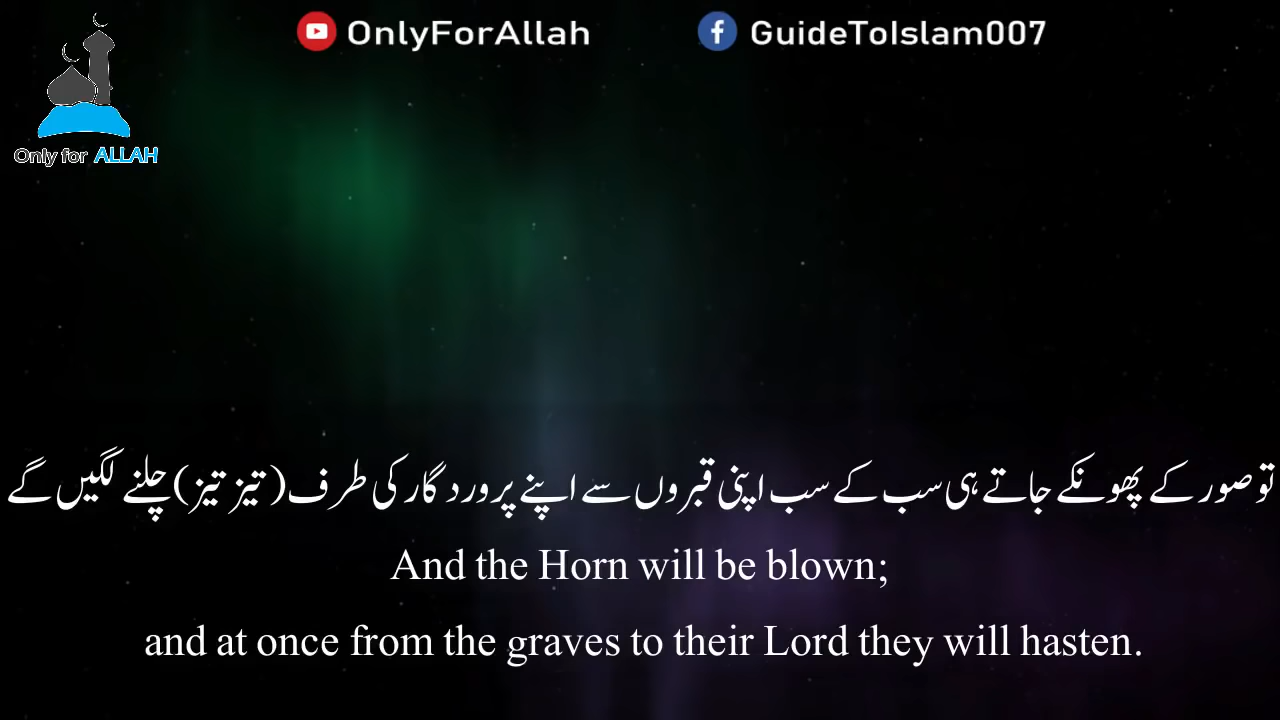 OnlyForAllah
GuideToIslam007
Only for ALLAH
تو صور کے پھونکے جاتے ہی سب کے سب اپنی قبروں سے اپنے پروردگار کی طرف (تیز تیز) چلنے لگیں گے
And the Horn will be blown;
and at once from the graves to their Lord they will hasten.